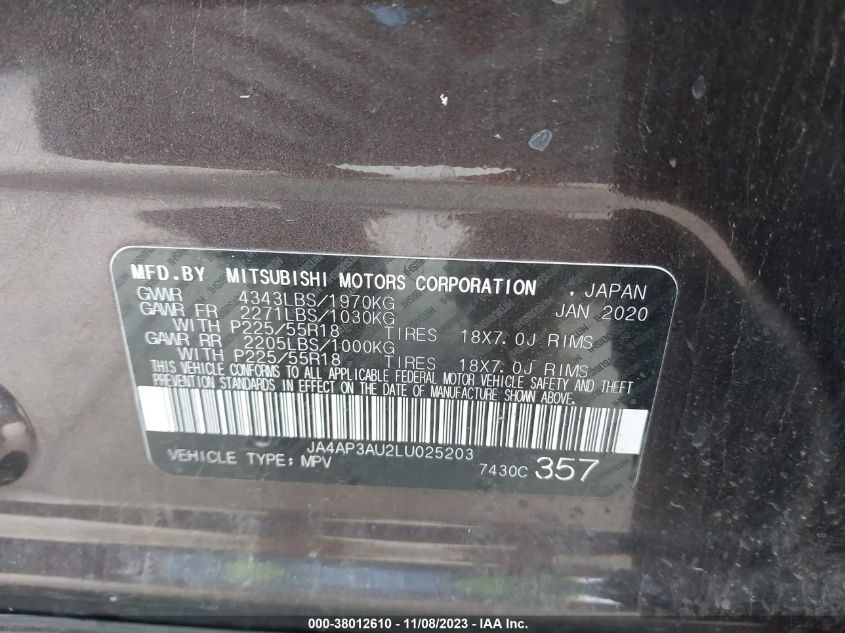 MFD.BY MITSUBISHI MOTORS CORPORATION , JAPAN
GVWR 4343LBS/1970KG JAN 2020
GAWR FR 2271LBS/1030KG
WITH P225/55R18 TIRES 18X7.0J RIMS
GAWR RR 2205LBS/1000KG
WITH P225/55R18 TIRES 18X7.0J RIMS
THIS VEHICLE CONFORMS TO ALL APPLICABLE FEDERAL MOTOR VEHICLE SAFETY AND THEFT
PREVENTION STANDARDS IN EFFECT ON THE DATE OF MANUFACTURE SHOWN ABOVE.
JA4AP3AU2LU025203
VEHICLE TYPE: MPV 7430C 357
000-38012610 - 11/08/2023 - © IAA Inc.